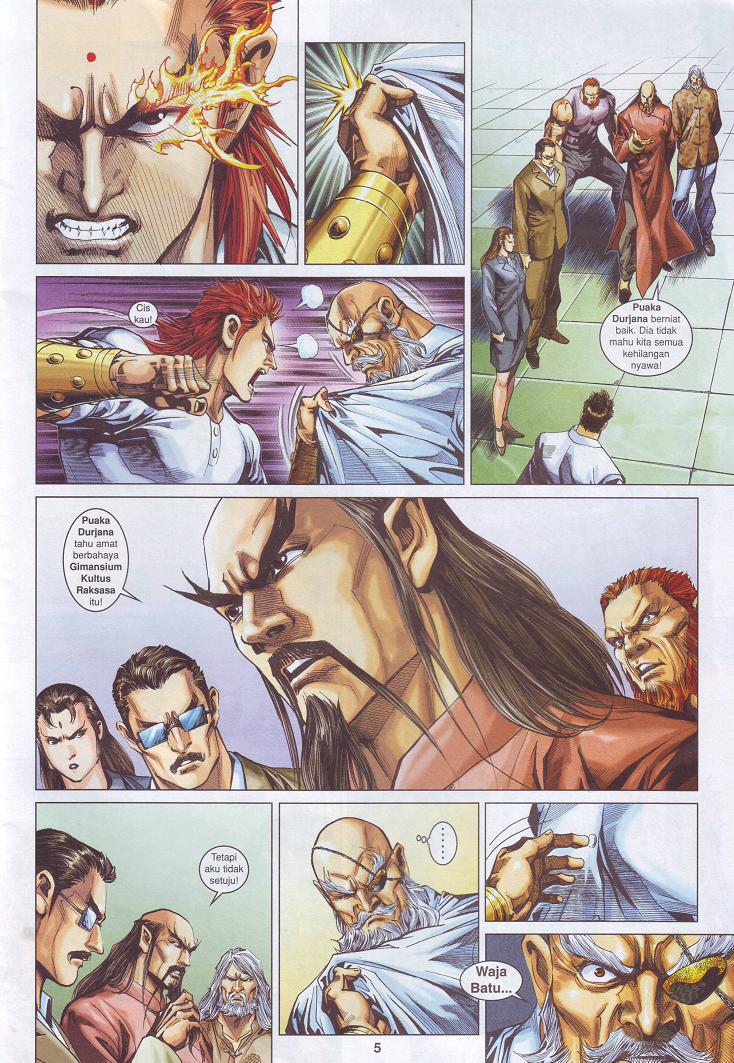 Cis
kau!
Puaka
Durjana berniat
baik. Dia tidak
mahu kita semua
kehilangan
nyawa!
Puaka
Durjana
tahu amat
berbahaya
Gimansium
Kultus
Raksasa
itu!
Tetapi
aku tidak
setuju!
......
Waja
Batu...
5